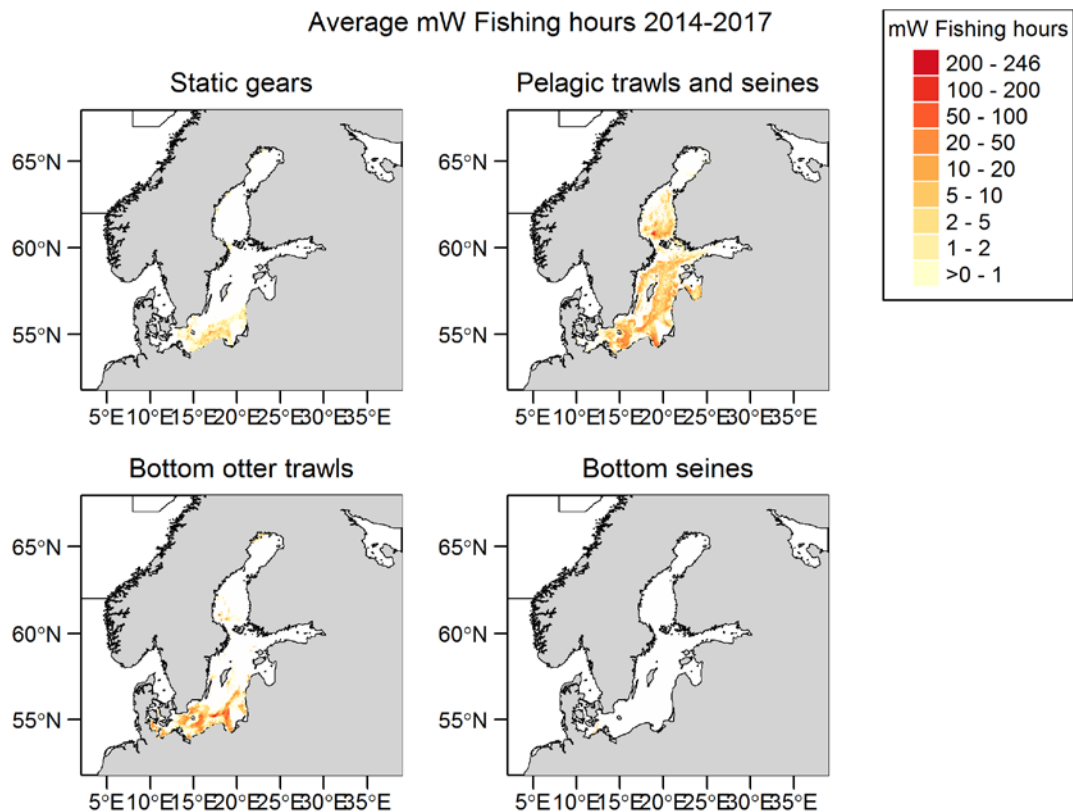 Average mW Fishing hours 2014-2017
mW Fishing hours
200 - 246
100 - 200
50 - 100
20 - 50
10 - 20
5 - 10
2 - 5
1 - 2
>0 - 1
Static gears
65°N
60°N
55°N
5°E 10°E 15°E 20°E 25°E 30°E 35°E
Pelagic trawls and seines
65°N
60°N
55°N
5°E 10°E 15°E 20°E 25°E 30°E 35°E
Bottom otter trawls
65°N
60°N
55°N
5°E 10°E 15°E 20°E 25°E 30°E 35°E
Bottom seines
65°N
60°N
55°N
5°E 10°E 15°E 20°E 25°E 30°E 35°E